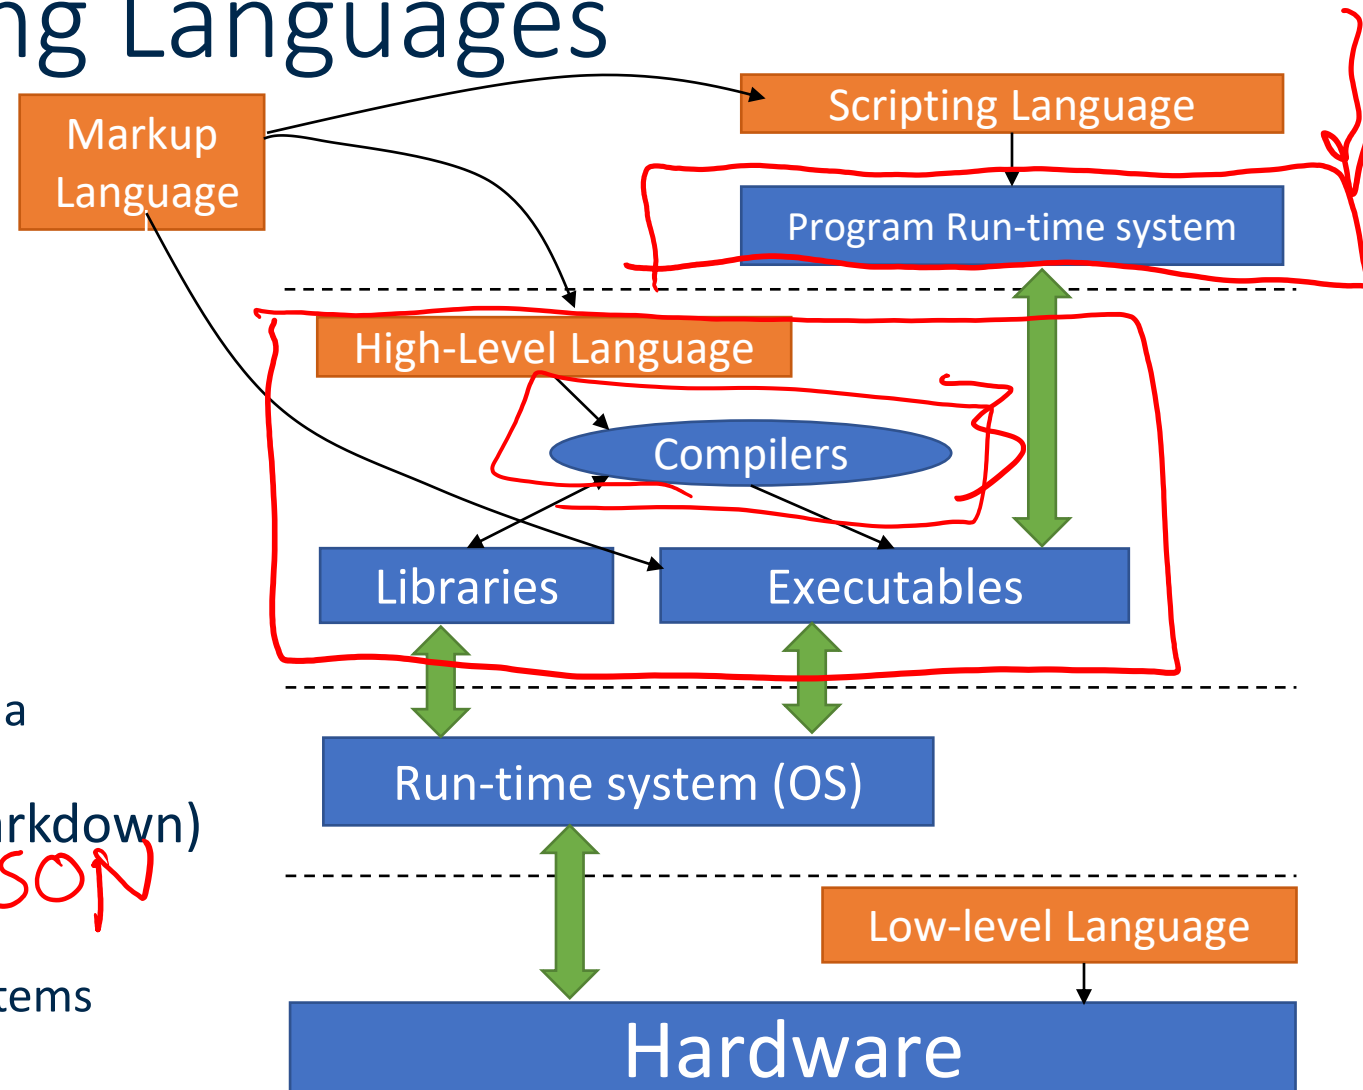 ng Languages
Markup
Language
Scripting Language
Program Run-time system
High-Level Language
Compilers
Libraries
Executables
a
Run-time system (OS)
arkdown)
SON
Low-level Language
tems
Hardware